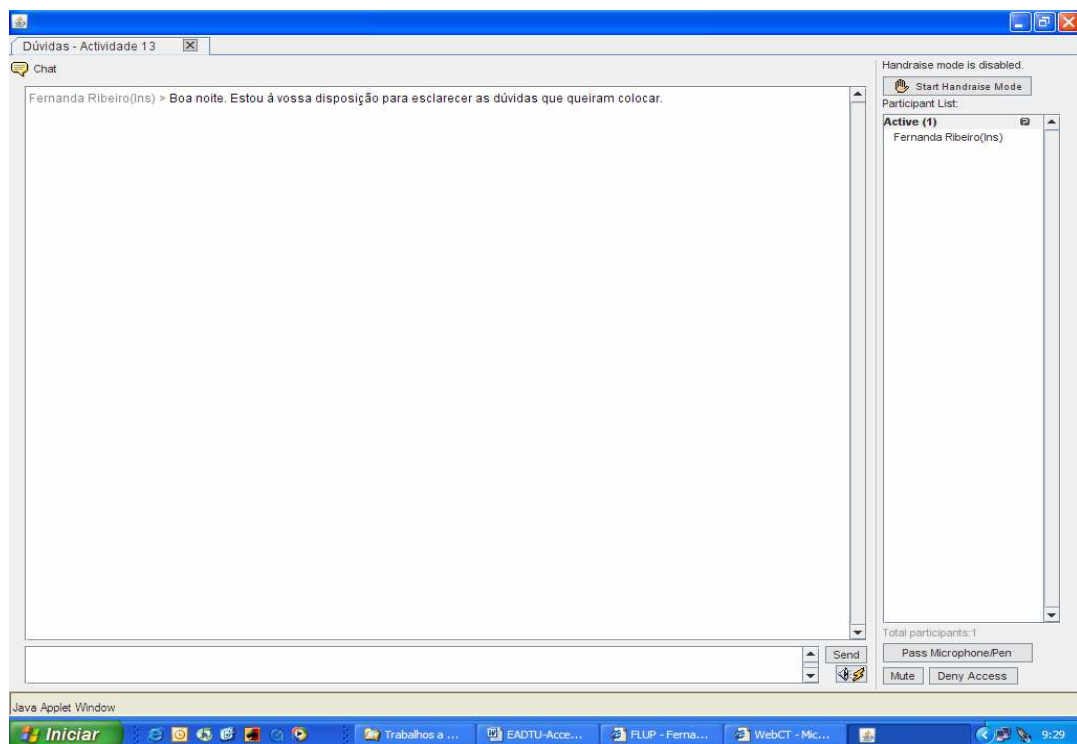 Dúvidas - Actividade 13
Chat
Handraise mode is disabled.
Start Handraise Mode
Participant List:
Fernanda Ribeiro(Ins) > Boa noite. Estou á vossa disposição para esclarecer as dúvidas que queiram colocar.
Active (1)
Fernanda Ribeiro(Ins)
Total participants:1
Send
Pass Microphone/Pen
Mute Deny Access
Java Applet Window
Iniciar Trabalhos a ... EADTU-Acce... FLUP - Ferna... WebCT - Mic... 9:29